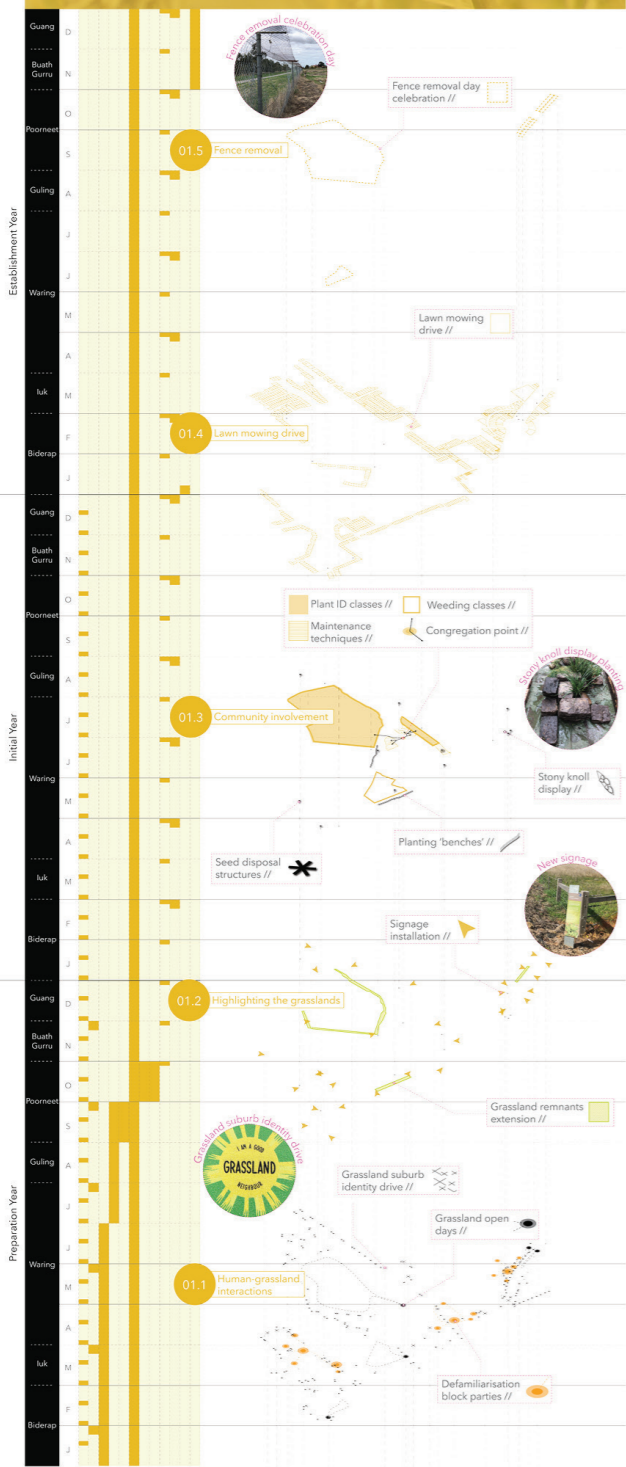 Fence removal celebration day
Guang
D
Buath
Gurru
N
Fence removal day
celebration //
O
Poorneet
S
01.5 Fence removal
Guling
A
J
J
Waring
M
Establishment Year
Lawn mowing
drive //
A
Iuk
M
F
01.4 Lawn mowing drive
Biderap
J
Guang
D
Buath
Gurru
N
O
Plant ID classes //
Weeding classes //
Poorneet
Maintenance
techniques //
Congregation point //
S
Stony knoll display planting
Guling
A
J
01.3 Community involvement
Initial Year
J
Waring
Stony knoll
display //
M
Planting 'benches' //
A
Seed disposal
structures //
New signage
Iuk
M
F
Signage
installation //
Biderap
J
Guang
D
01.2 Highlighting the grasslands
Buath
Gurru
N
O
Poorneet
Grassland remnants
extension //
S
Grassland suburb identity drive
I AM A GOOD
GRASSLAND
NEIGHBOUR
Guling
A
Grassland suburb
identity drive //
J
Grassland open
days //
Preparation Year
J
Waring
01.1 Human-grassland
interactions
M
A
Iuk
M
Defamiliarisation
block parties //
F
Biderap
J